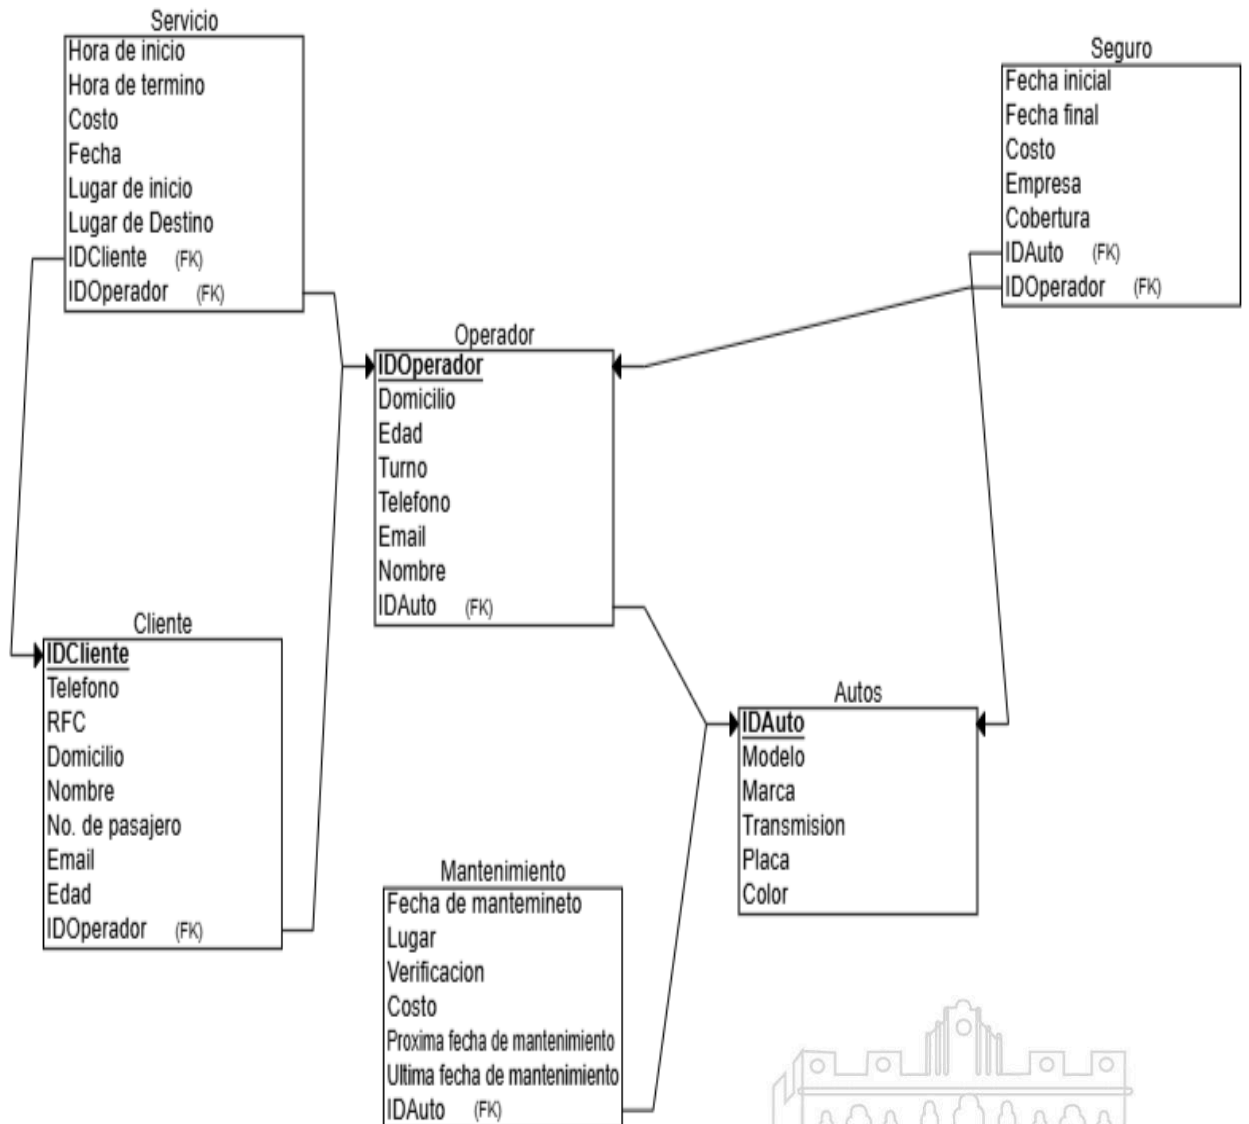 Servicio
Hora de inicio
Hora de termino
Costo
Fecha
Lugar de inicio
Lugar de Destino
IDCliente (FK)
IDOperador (FK)
Seguro
Fecha inicial
Fecha final
Costo
Empresa
Cobertura
IDAuto (FK)
IDOperador (FK)
Operador
IDOperador
Domicilio
Edad
Turno
Telefono
Email
Nombre
IDAuto (FK)
Cliente
IDCliente
Telefono
RFC
Domicilio
Nombre
No. de pasajero
Email
Edad
IDOperador (FK)
Autos
IDAuto
Modelo
Marca
Transmision
Placa
Color
Mantenimiento
Fecha de mantemineto
Lugar
Verificacion
Costo
Proxima fecha de mantenimiento
Ultima fecha de mantenimiento
IDAuto (FK)